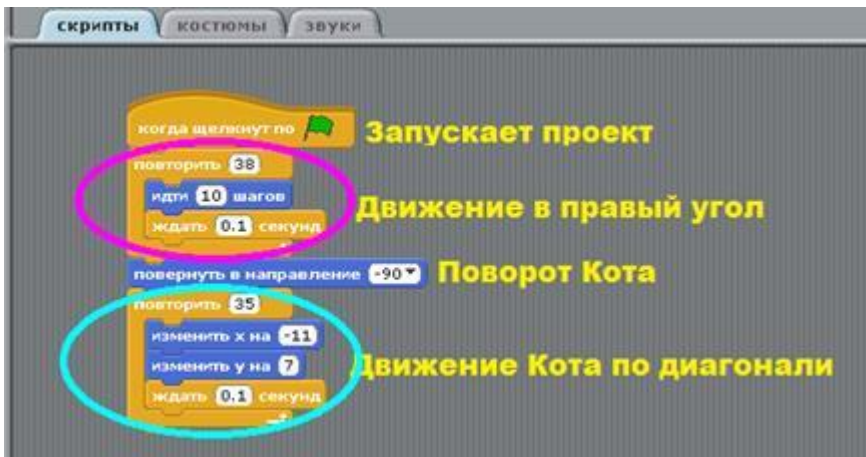 скрипты костюмы звуки
когда щелкнут по Запускает проект
повторить 38
идти 10 шагов
Движение в правый угол
ждать 0.1 секунд
повернуть в направление -90 Поворот Кота
повторить 35
изменить х на -11
изменить у на 7 Движение Кота по диагонали
ждать 0.1 секунд